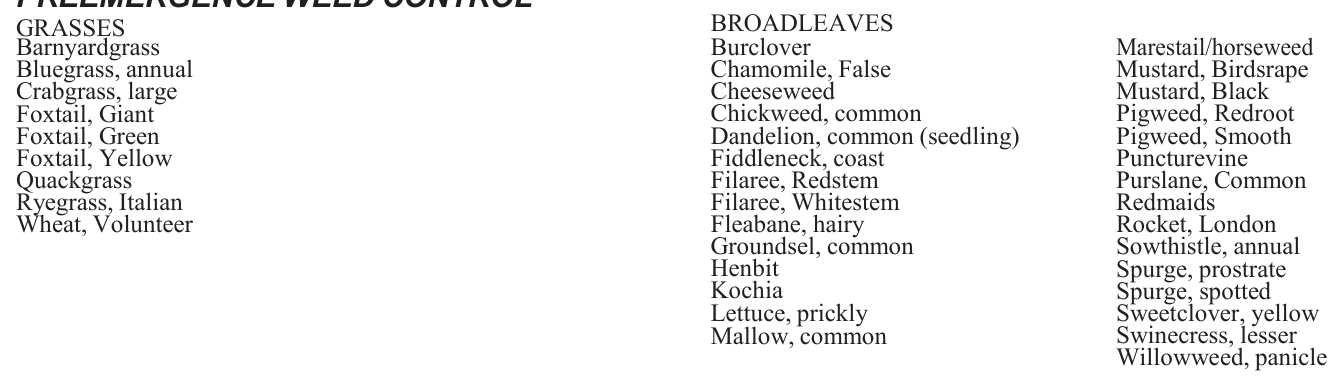 PREEMERGENCE WEED CONTROL
GRASSES
Barnyardgrass
Bluegrass, annual
Crabgrass, large
Foxtail, Giant
Foxtail, Green
Foxtail, Yellow
Quackgrass
Ryegrass, Italian
Wheat, Volunteer
BROADLEAVES
Burclover
Chamomile, False
Cheeseweed
Chickweed, common
Dandelion, common (seedling)
Fiddleneck, coast
Filaree, Redstem
Filaree, Whitestem
Fleabane, hairy
Groundsel, common
Henbit
Kochia
Lettuce, prickly
Mallow, common
Marestail/horseweed
Mustard, Birdsrape
Mustard, Black
Pigweed, Redroot
Pigweed, Smooth
Puncturevine
Purslane, Common
Redmaids
Rocket, London
Sowthistle, annual
Spurge, prostrate
Spurge, spotted
Sweetclover, yellow
Swinecress, lesser
Willowweed, panicle